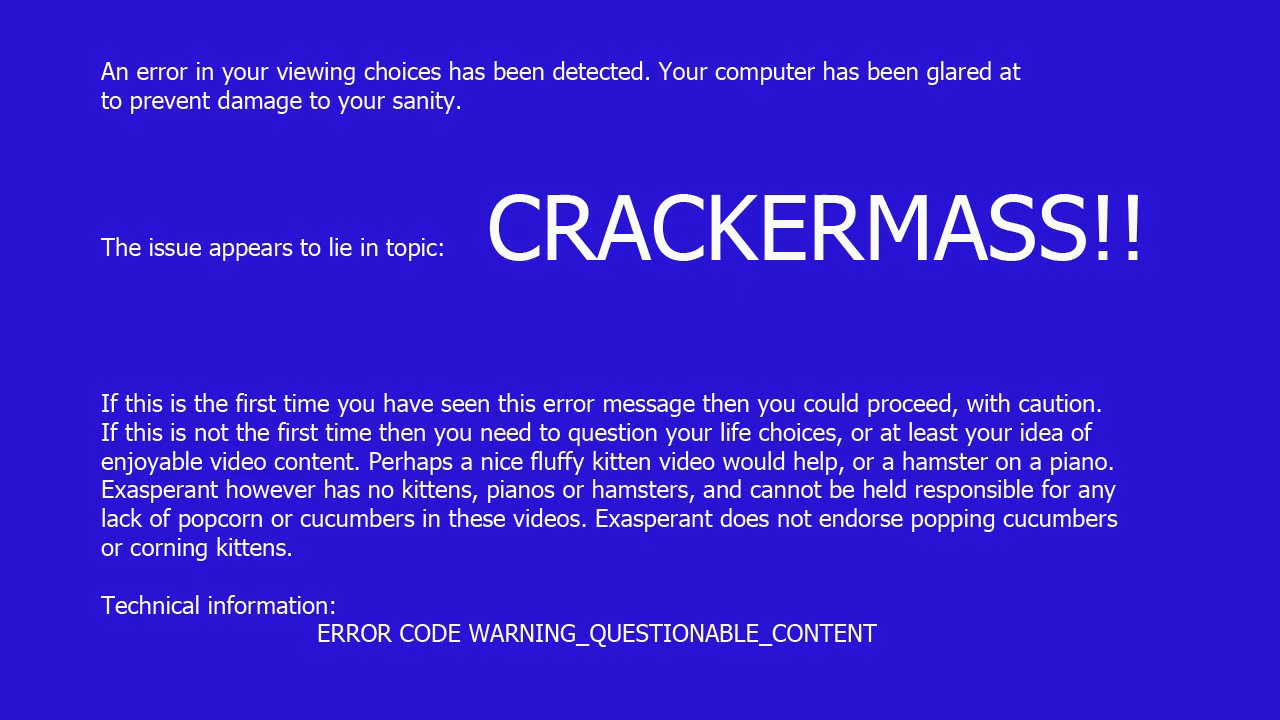 An error in your viewing choices has been detected. Your computer has been glared at
to prevent damage to your sanity.
The issue appears to lie in topic: CRACKERMASS!!
If this is the first time you have seen this error message then you could proceed, with caution.
If this is not the first time then you need to question your life choices, or at least your idea of
enjoyable video content. Perhaps a nice fluffy kitten video would help, or a hamster on a piano.
Exasperant however has no kittens, pianos or hamsters, and cannot be held responsible for any
lack of popcorn or cucumbers in these videos. Exasperant does not endorse popping cucumbers
or corning kittens.
Technical information:
ERROR CODE WARNING_QUESTIONABLE_CONTENT